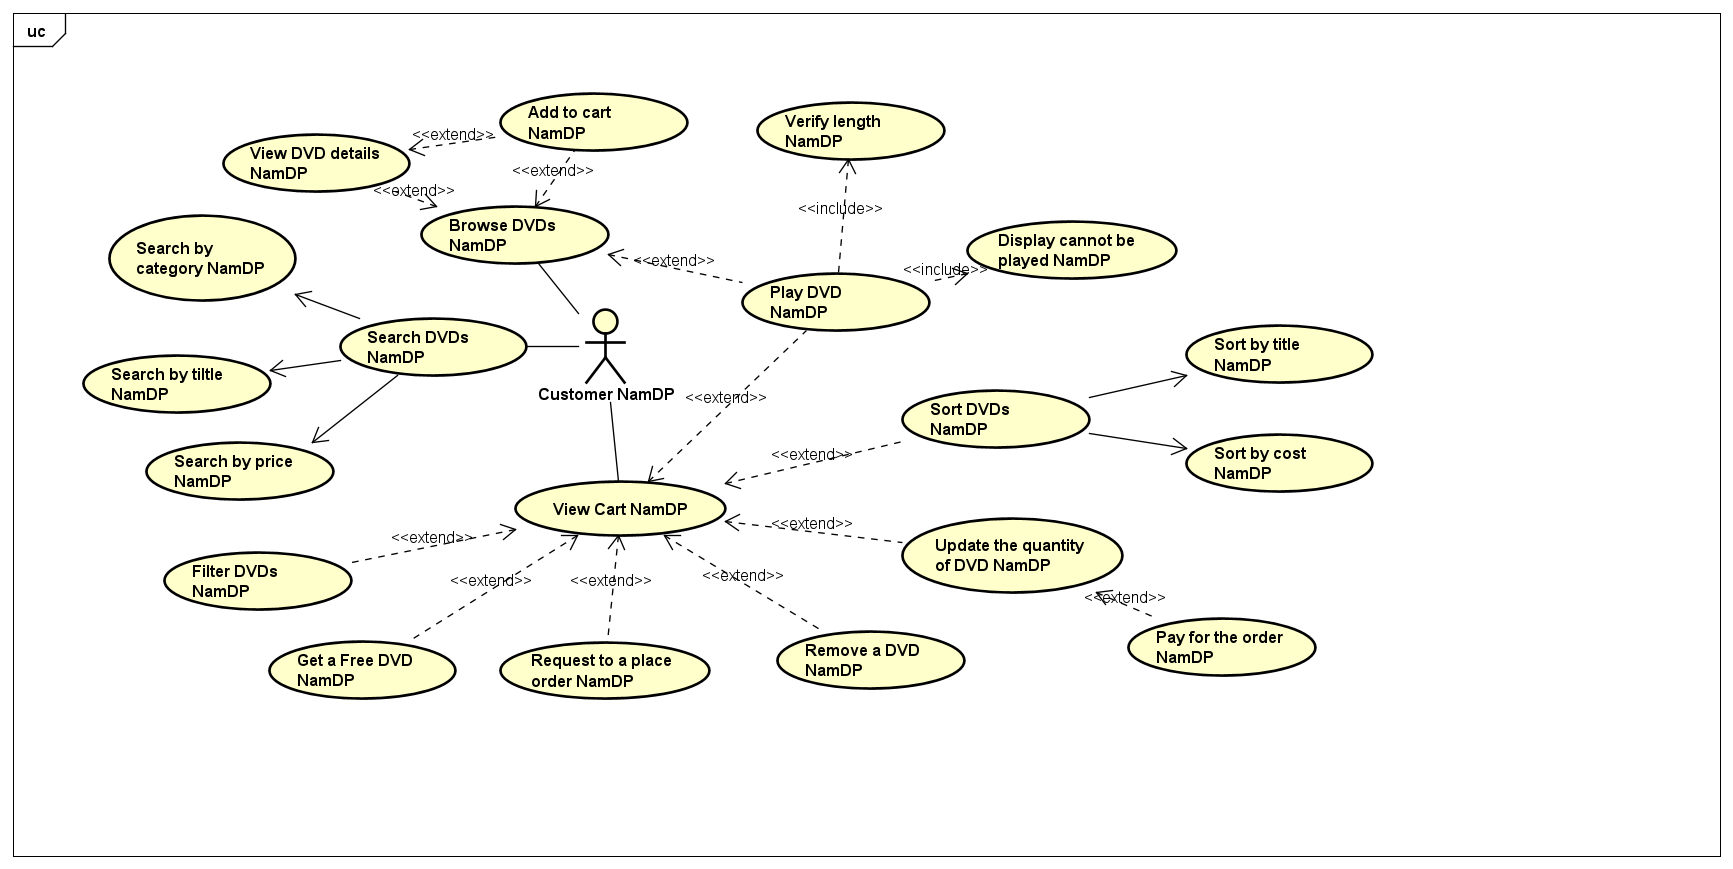 uc
Add to cart
NamDP
Verify length
NamDP
<<extend>>
View DVD details
NamDP
<<extend>>
<<extend>>
<<include>>
Browse DVDs
NamDP
Search by
category NamDP
Display cannot be
played NamDP
<<extend>>
<<include>>
Play DVD
NamDP
Search DVDs
NamDP
Sort by title
NamDP
Search by tiltle
NamDP
Customer NamDP
<<extend>>
Sort DVDs
NamDP
Search by price
NamDP
<<extend>>
Sort by cost
NamDP
View Cart NamDP
<<extend>>
<<extend>>
Update the quantity
of DVD NamDP
Filter DVDs
NamDP
<<extend>>
<<extend>>
<<extend>>
<<extend>>
Pay for the order
NamDP
Get a Free DVD
NamDP
Request to a place
order NamDP
Remove a DVD
NamDP